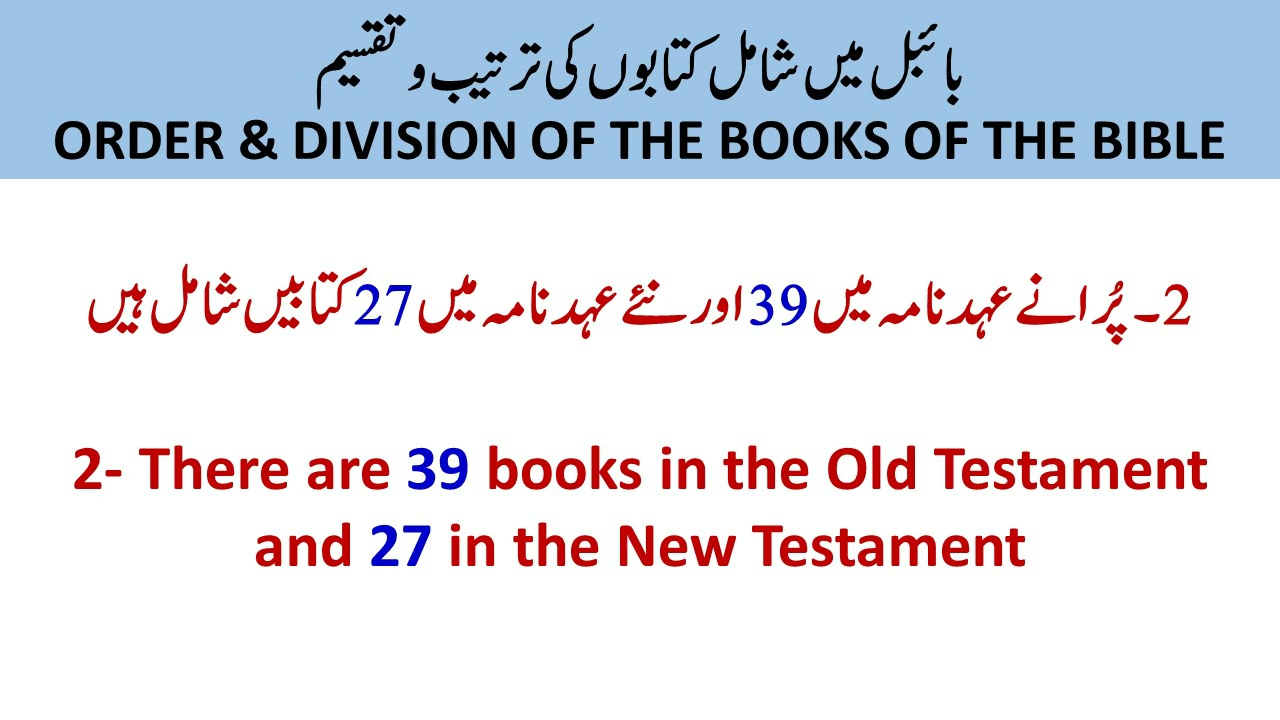 بائبل میں شامل کتابوں کی ترتیب و تقسیم
ORDER & DIVISION OF THE BOOKS OF THE BIBLE
2۔ پُرانے عہد نامہ میں 39 اور نئے عہد نامہ میں 27 کتابیں شامل ہیں
2- There are 39 books in the Old Testament
and 27 in the New Testament